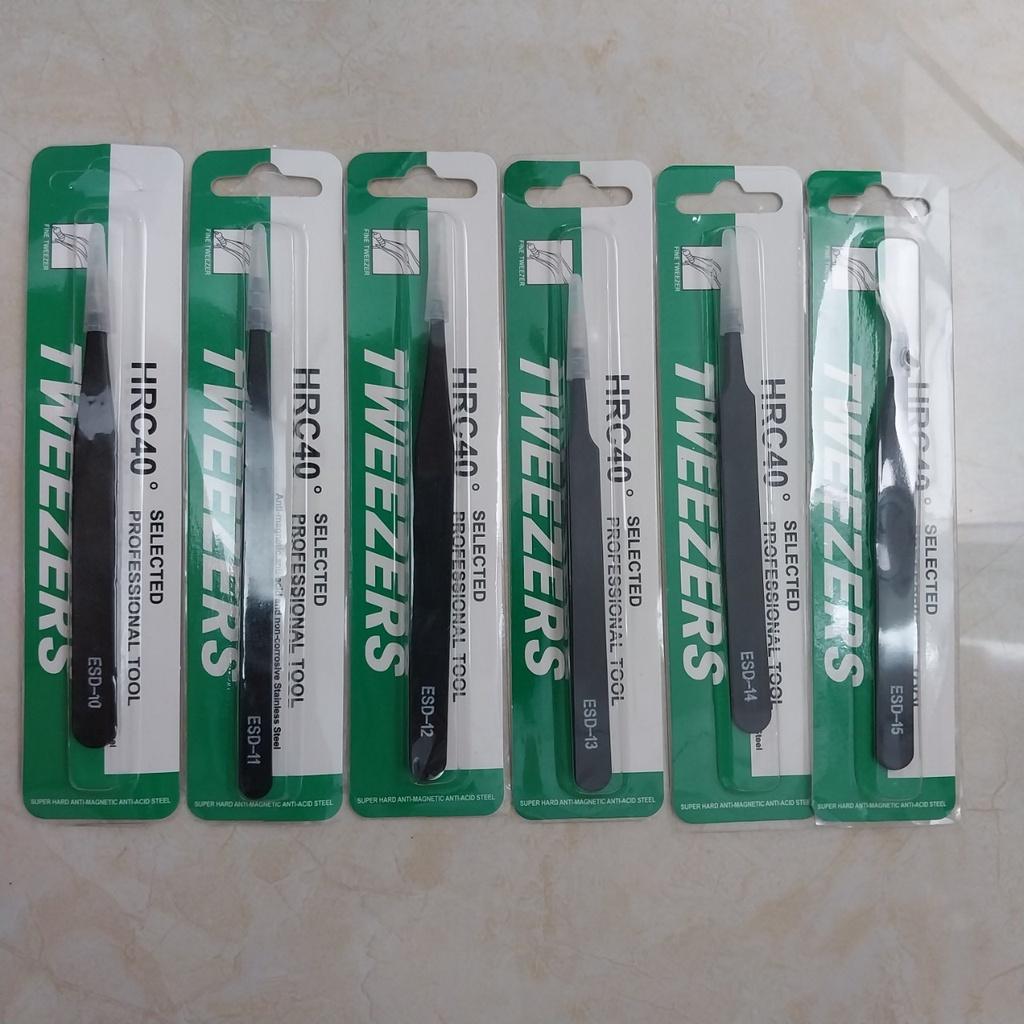 FINE TWEEZER
TWEEZERS
HRC40°
SELECTED
PROFESSIONAL TOOL
ESD-10
SUPER HARD ANTI-MAGNETIC ANTI-ACID STEEL
FINE TWEEZER
TWEEZERS
HRC40°
SELECTED
PROFESSIONAL TOOL
and non-corrosive Stainless Steel
ESD-11
SUPER HARD ANTI-MAGNETIC ANTI-ACID STEEL
FINE TWEEZER
TWEEZERS
HRC40°
SELECTED
PROFESSIONAL TOOL
ESD-12
SUPER HARD ANTI-MAGNETIC ANTI-ACID STEEL
FINE TWEEZER
TWEEZERS
HRC40°
SELECTED
PROFESSIONAL TOOL
ESD-13
SUPER HARD ANTI-MAGNETIC ANTI-ACID STEEL
FINE TWEEZER
TWEEZERS
HRC40°
SELECTED
PROFESSIONAL TOOL
ESD-14
SUPER HARD ANTI-MAGNETIC ANTI-ACID STEEL
FINE TWEEZER
TWEEZERS
HRC40°
SELECTED
ESD-15
SUPER HARD ANTI-MAGNETIC ANTI-ACID STEEL